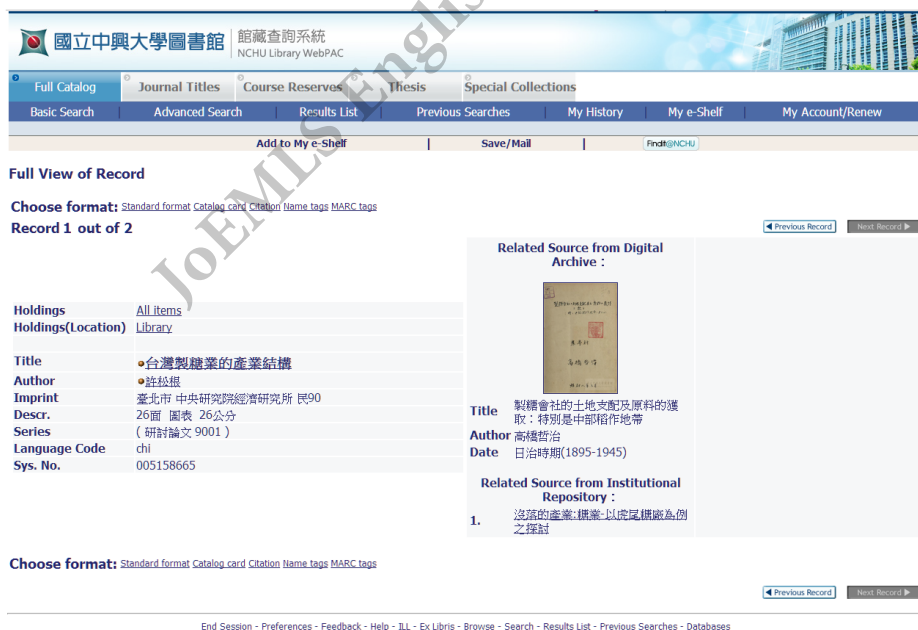 國立中興大學圖書館
館藏查詢系統
NCHU Library WebPAC
Full Catalog
Journal Titles
Course Reserves
Thesis
Special Collections
Basic Search
Advanced Search
Results List
Previous Searches
My History
My e-Shelf
My Account/Renew
Add to My e-Shelf | Save/Mail | Findit@NCHU
JoEMLS English
Full View of Record
Choose format: Standard format Catalog card Citation Name tags MARC tags
Record 1 out of 2
Previous Record
Next Record
Holdings All items
Holdings(Location) Library
Title 台灣製糖業的產業結構
Author 許松根
Imprint 臺北市 中央研究院經濟研究所 民90
Descr. 26面 圖表 26公分
Series ( 研討論文 9001 )
Language Code chi
Sys. No. 005158665
Related Source from Digital
Archive：
Title 製糖會社的土地支配及原料的獲
取：特別是中部稻作地帶
Author 高橋哲治
Date 日治時期(1895-1945)
Related Source from Institutional
Repository：
1. 沒落的產業:糖業-以虎尾糖廠為例
之探討
Choose format: Standard format Catalog card Citation Name tags MARC tags
Previous Record
Next Record
End Session - Preferences - Feedback - Help - ILL - Ex Libris - Browse - Search - Results List - Previous Searches - Databases